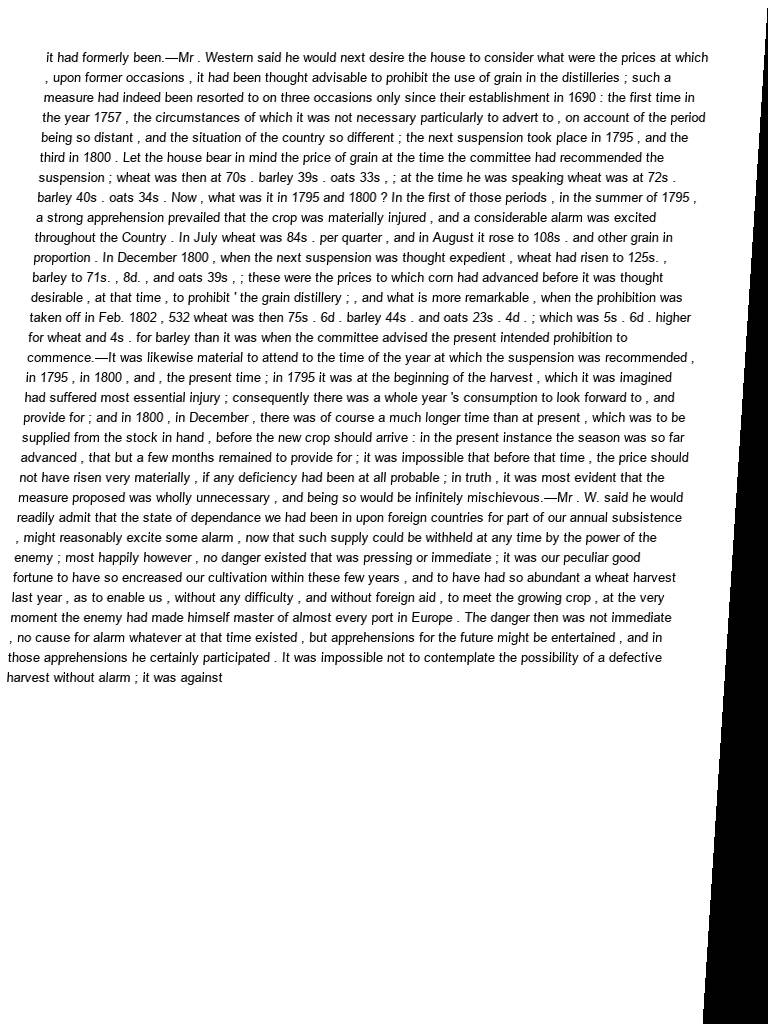 it had formerly been.—Mr . Western said he would next desire the house to consider what were the prices at which
, upon former occasions , it had been thought advisable to prohibit the use of grain in the distilleries ; such a
measure had indeed been resorted to on three occasions only since their establishment in 1690 : the first time in
the year 1757 , the circumstances of which it was not necessary particularly to advert to , on account of the period
being so distant , and the situation of the country so different ; the next suspension took place in 1795 , and the
third in 1800 . Let the house bear in mind the price of grain at the time the committee had recommended the
suspension ; wheat was then at 70s . barley 39s . oats 33s , ; at the time he was speaking wheat was at 72s .
barley 40s . oats 34s . Now , what was it in 1795 and 1800 ? In the first of those periods , in the summer of 1795 ,
a strong apprehension prevailed that the crop was materially injured , and a considerable alarm was excited
throughout the Country . In July wheat was 84s . per quarter , and in August it rose to 108s . and other grain in
proportion . In December 1800 , when the next suspension was thought expedient , wheat had risen to 125s. ,
barley to 71s. , 8d. , and oats 39s , ; these were the prices to which corn had advanced before it was thought
desirable , at that time , to prohibit ' the grain distillery ; , and what is more remarkable , when the prohibition was
taken off in Feb. 1802 , 532 wheat was then 75s . 6d . barley 44s . and oats 23s . 4d . ; which was 5s . 6d . higher
for wheat and 4s . for barley than it was when the committee advised the present intended prohibition to
commence.—It was likewise material to attend to the time of the year at which the suspension was recommended ,
in 1795 , in 1800 , and , the present time ; in 1795 it was at the beginning of the harvest , which it was imagined
had suffered most essential injury ; consequently there was a whole year 's consumption to look forward to , and
provide for ; and in 1800 , in December , there was of course a much longer time than at present , which was to be
supplied from the stock in hand , before the new crop should arrive : in the present instance the season was so far
advanced , that but a few months remained to provide for ; it was impossible that before that time , the price should
not have risen very materially , if any deficiency had been at all probable ; in truth , it was most evident that the
measure proposed was wholly unnecessary , and being so would be infinitely mischievous.—Mr . W. said he would
readily admit that the state of dependance we had been in upon foreign countries for part of our annual subsistence
, might reasonably excite some alarm , now that such supply could be withheld at any time by the power of the
enemy ; most happily however , no danger existed that was pressing or immediate ; it was our peculiar good
fortune to have so encreased our cultivation within these few years , and to have had so abundant a wheat harvest
last year , as to enable us , without any difficulty , and without foreign aid , to meet the growing crop , at the very
moment the enemy had made himself master of almost every port in Europe . The danger then was not immediate
, no cause for alarm whatever at that time existed , but apprehensions for the future might be entertained , and in
those apprehensions he certainly participated . It was impossible not to contemplate the possibility of a defective
harvest without alarm ; it was against